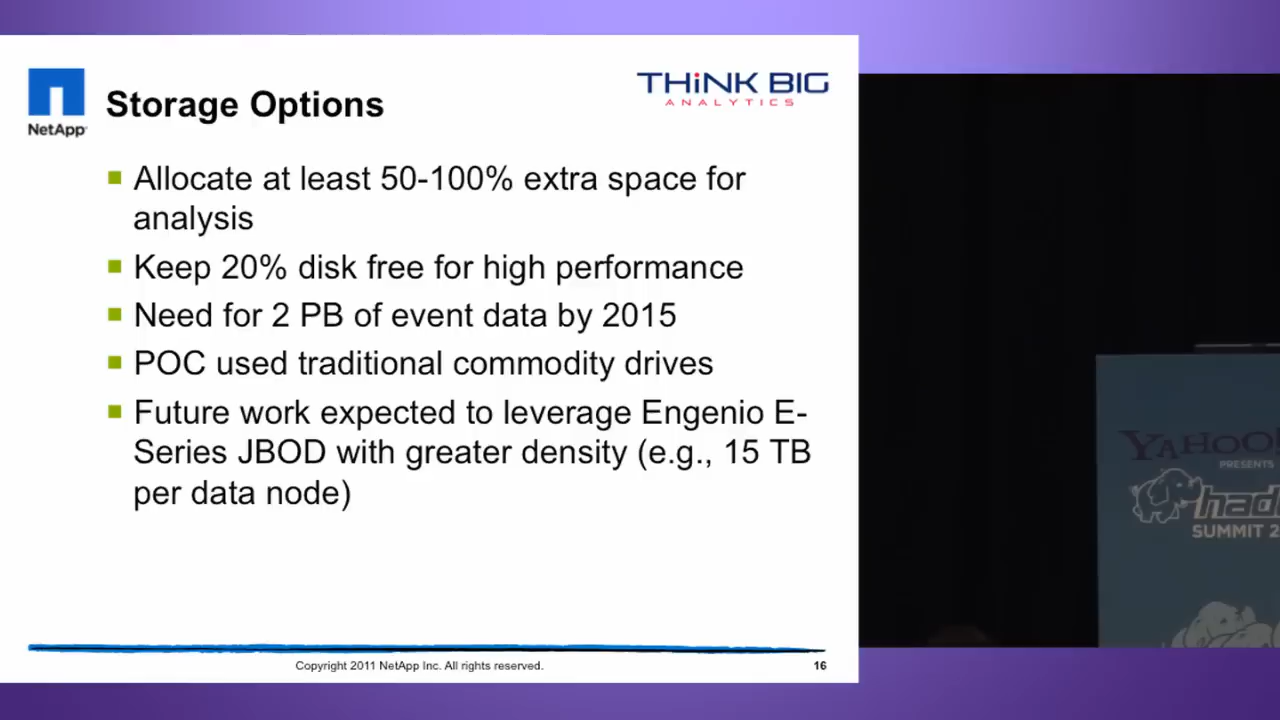 NetApp
Storage Options
THiNK BIG
ANALYTICS
Allocate at least 50-100% extra space for
analysis
Keep 20% disk free for high performance
Need for 2 PB of event data by 2015
POC used traditional commodity drives
Future work expected to leverage Engenio E-
Series JBOD with greater density (e.g., 15 TB
per data node)
Copyright 2011 NetApp Inc. All rights reserved.
16
YAHOO!
PRESENTS
SUMMIT 2